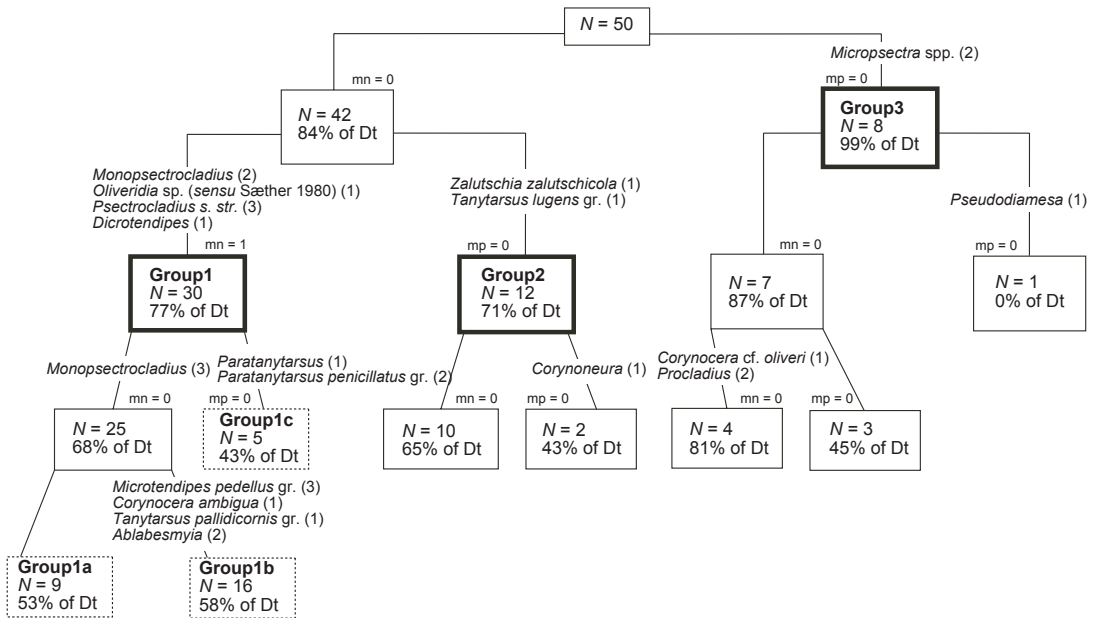 N = 50
Micropsectra spp. (2)
mn = 0
mp = 0
N = 42
84% of Dt
Group3
N = 8
99% of Dt
Monopsectrocladius (2)
Oliveridia sp. (sensu Sæther 1980) (1)
Psectrocladius s. str. (3)
Dicrotendipes (1)
Zalutschia zalutschicola (1)
Tanytarsus lugens gr. (1)
Pseudodiamesa (1)
mn = 1
mp = 0
mn = 0
mp = 0
Group1
N = 30
77% of Dt
Group2
N = 12
71% of Dt
N = 7
87% of Dt
N = 1
0% of Dt
Monopsectrocladius (3)
Paratanytarsus (1)
Paratanytarsus penicillatus gr. (2)
Corynoneura (1)
Corynocera cf. oliveri (1)
Procladius (2)
mn = 0
mp = 0
mn = 0
mp = 0
mn = 0
mp = 0
N = 25
68% of Dt
Group1c
N = 5
43% of Dt
N = 10
65% of Dt
N = 2
43% of Dt
N = 4
81% of Dt
N = 3
45% of Dt
Microtendipes pedellus gr. (3)
Corynocera ambigua (1)
Tanytarsus pallidicornis gr. (1)
Ablabesmyia (2)
Group1a
N = 9
53% of Dt
Group1b
N = 16
58% of Dt